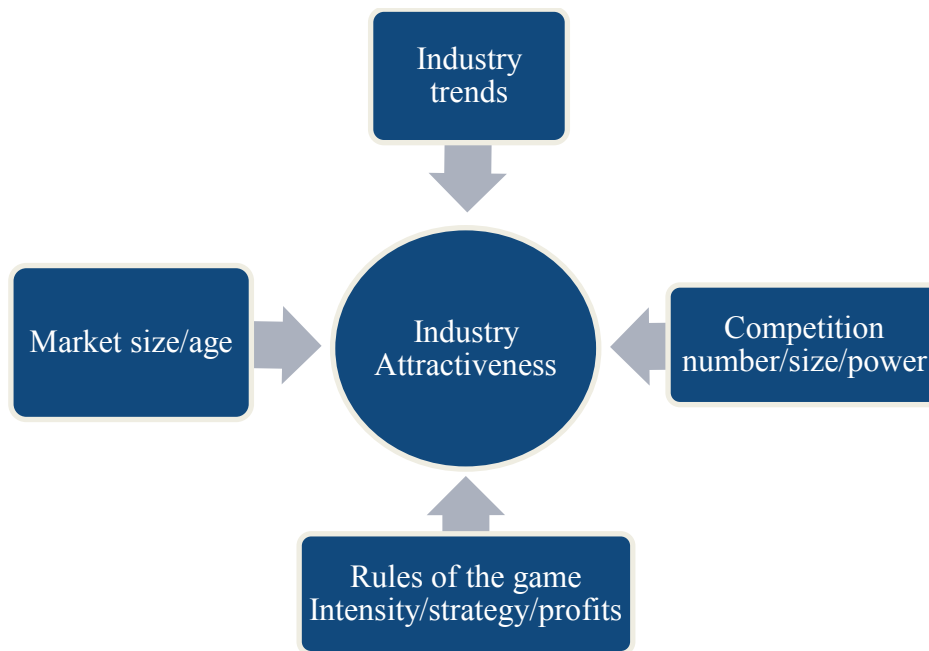 Industry
trends
Market size/age
Industry
Attractiveness
Competition
number/size/power
Rules of the game
Intensity/strategy/profits